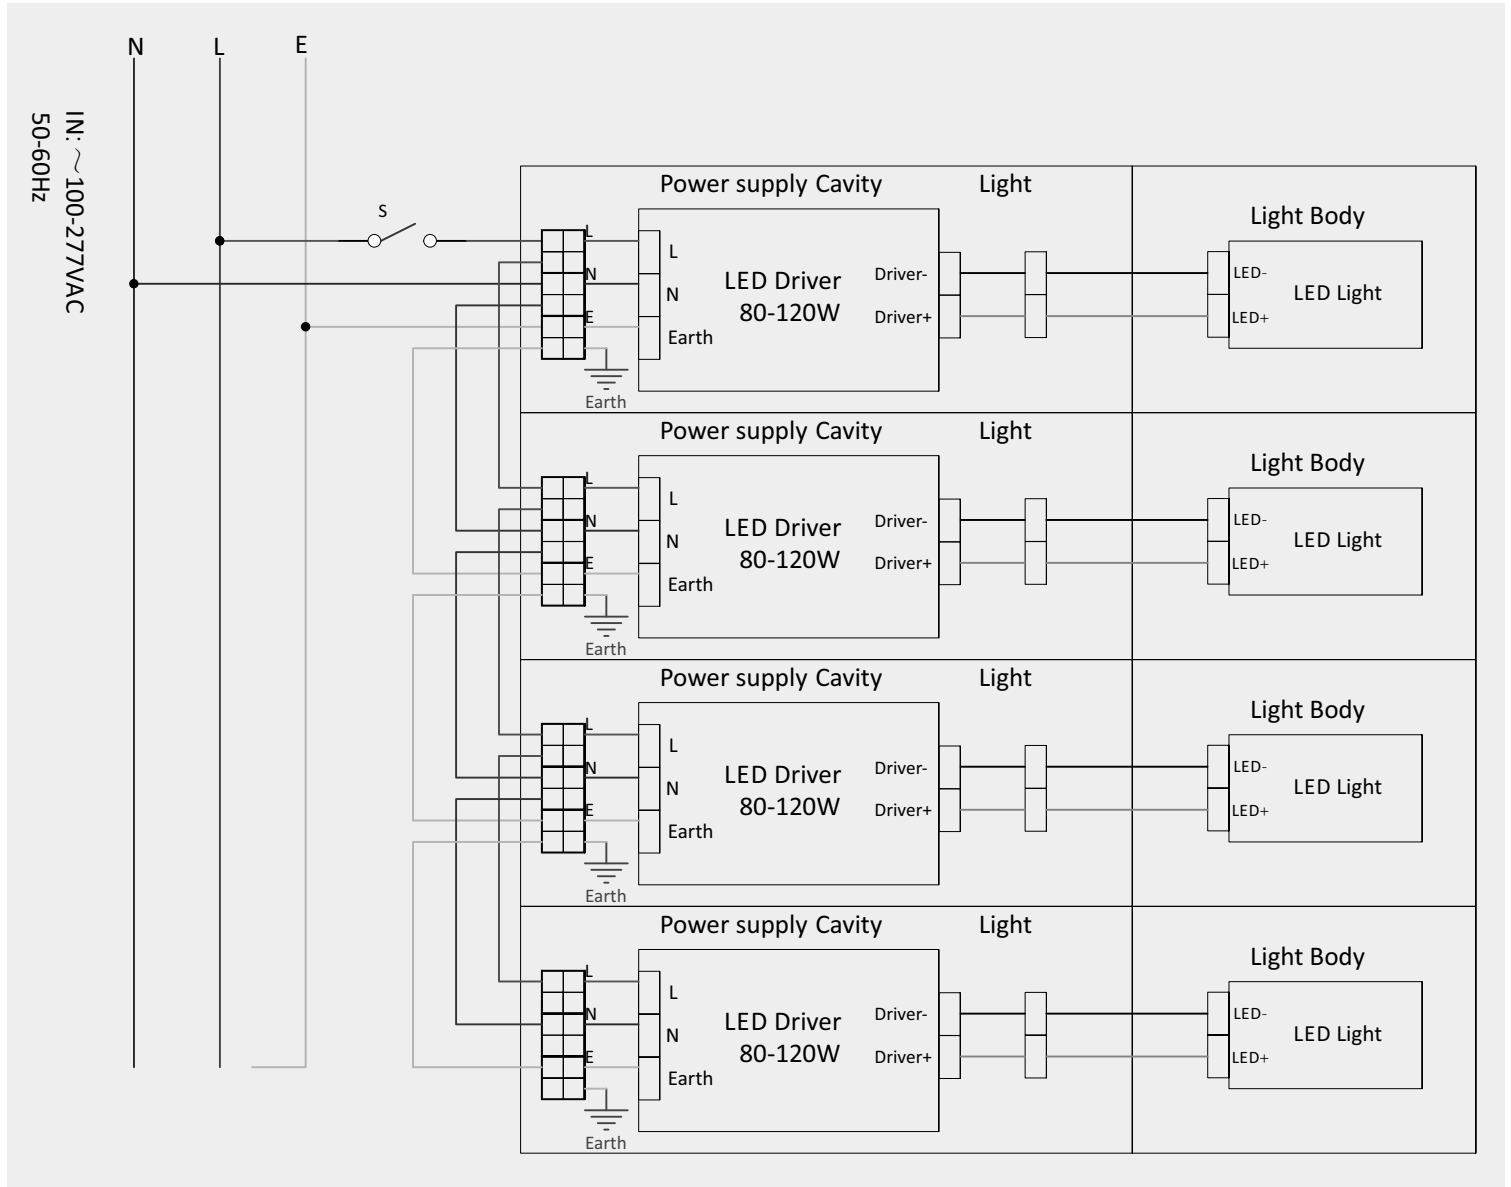 N L E
IN: ～100-277VAC
50-60Hz
S
Power supply Cavity Light
Light Body
L
L
N
N
E
Earth
Earth
LED Driver
80-120W
Driver-
Driver+
LED-
LED+
LED Light
Power supply Cavity Light
Light Body
L
L
N
N
E
Earth
Earth
LED Driver
80-120W
Driver-
Driver+
LED-
LED+
LED Light
Power supply Cavity Light
Light Body
L
L
N
N
E
Earth
Earth
LED Driver
80-120W
Driver-
Driver+
LED-
LED+
LED Light
Power supply Cavity Light
Light Body
L
L
N
N
E
Earth
Earth
LED Driver
80-120W
Driver-
Driver+
LED-
LED+
LED Light